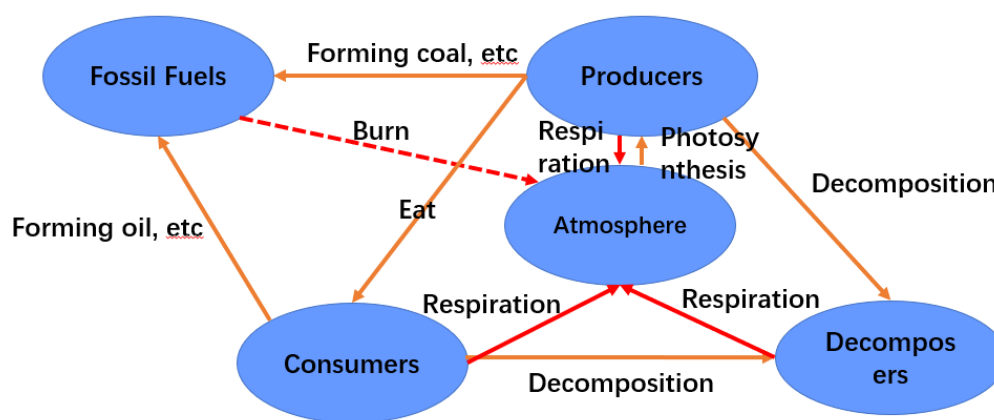 Forming coal, etc
Fossil Fuels
Producers
Burn
Respi
ration
Photosy
nthesis
Decomposition
Eat
Atmosphere
Forming oil, etc
Respiration
Respiration
Consumers
Decompos
ers
Decomposition